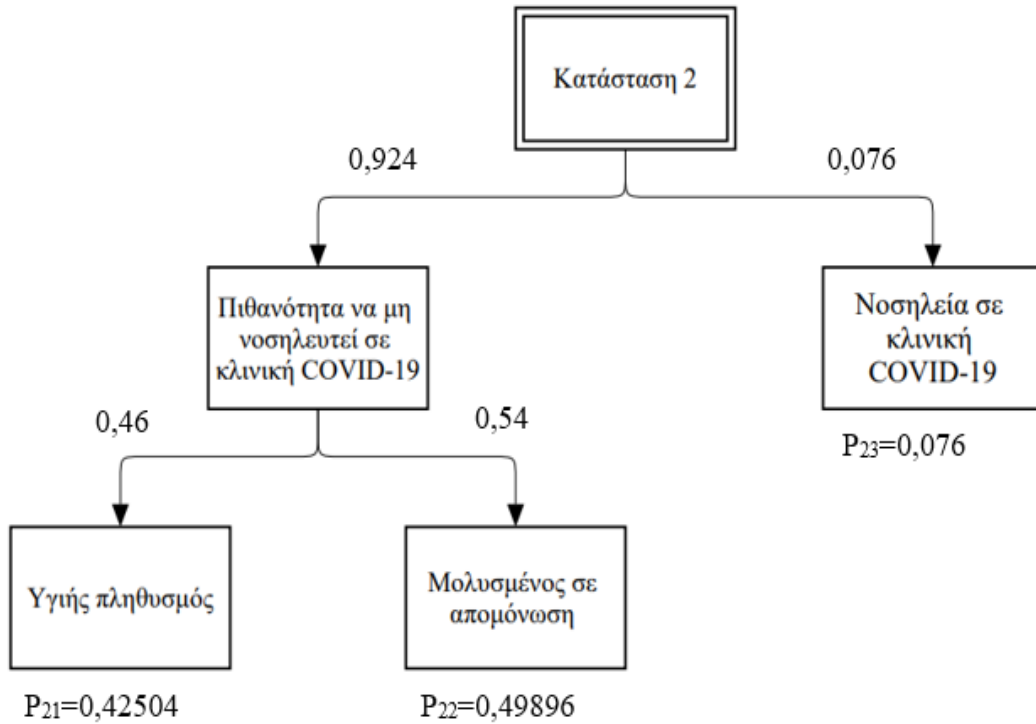 Κατάσταση 2
0,924
0,076
Πιθανότητα να μη
νοσηλευτεί σε
κλινική COVID-19
Νοσηλεία σε
κλινική
COVID-19
0,46
0,54
P₂₃=0,076
Υγιής πληθυσμός
Μολυσμένος σε
απομόνωση
P₂₁=0,42504
P₂₂=0,49896